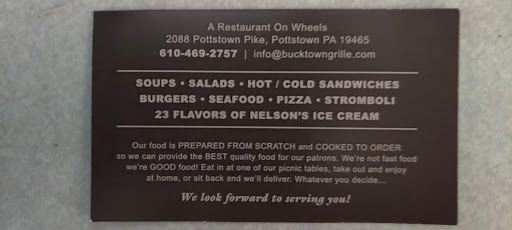 A Restaurant On Wheels
2088 Pottstown Pike, Pottstown PA 19465
610-469-2757 | info@bucktowngrille.com
SOUPS • SALADS • HOT / COLD SANDWICHES
BURGERS • SEAFOOD • PIZZA • STROMBOLI
23 FLAVORS OF NELSON'S ICE CREAM
Our food is PREPARED FROM SCRATCH and COOKED TO ORDER
so we can provide the BEST quality food for our patrons. We're not fast food
we're GOOD food! Eat in at one of our picnic tables, take out and enjoy
at home, or sit back and we'll deliver. Whatever you decide...
We look forward to serving you!